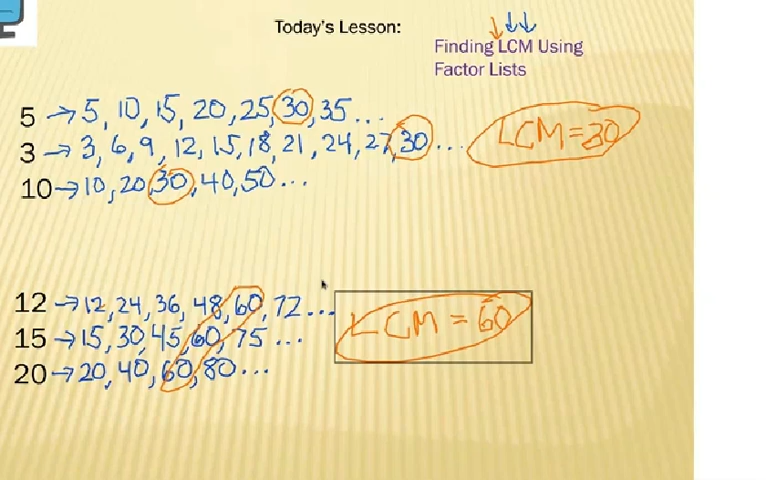 Today's Lesson:
Finding LCM Using
Factor Lists
5 → 5, 10, 15, 20, 25, 30, 35...
3 → 3, 6, 9, 12, 15, 18, 21, 24, 27, 30...
LCM = 30
10 → 10, 20, 30, 40, 50...
12 → 12, 24, 36, 48, 60, 72...
15 → 15, 30, 45, 60, 75...
LCM = 60
20 → 20, 40, 60, 80...